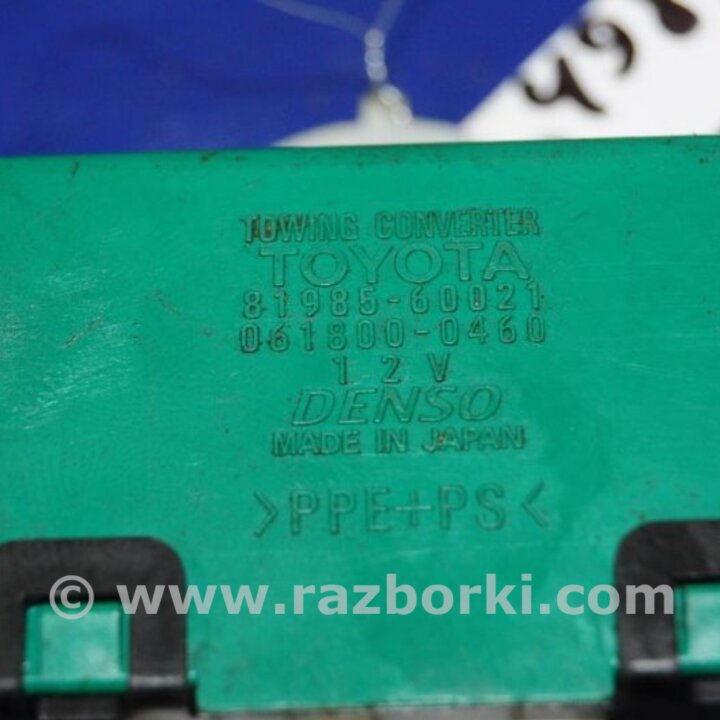 TOWING CONVERTER
TOYOTA
81985-60021
061800-0460
12V
DENSO
MADE IN JAPAN
>PPE+PS<
© www.razborki.com